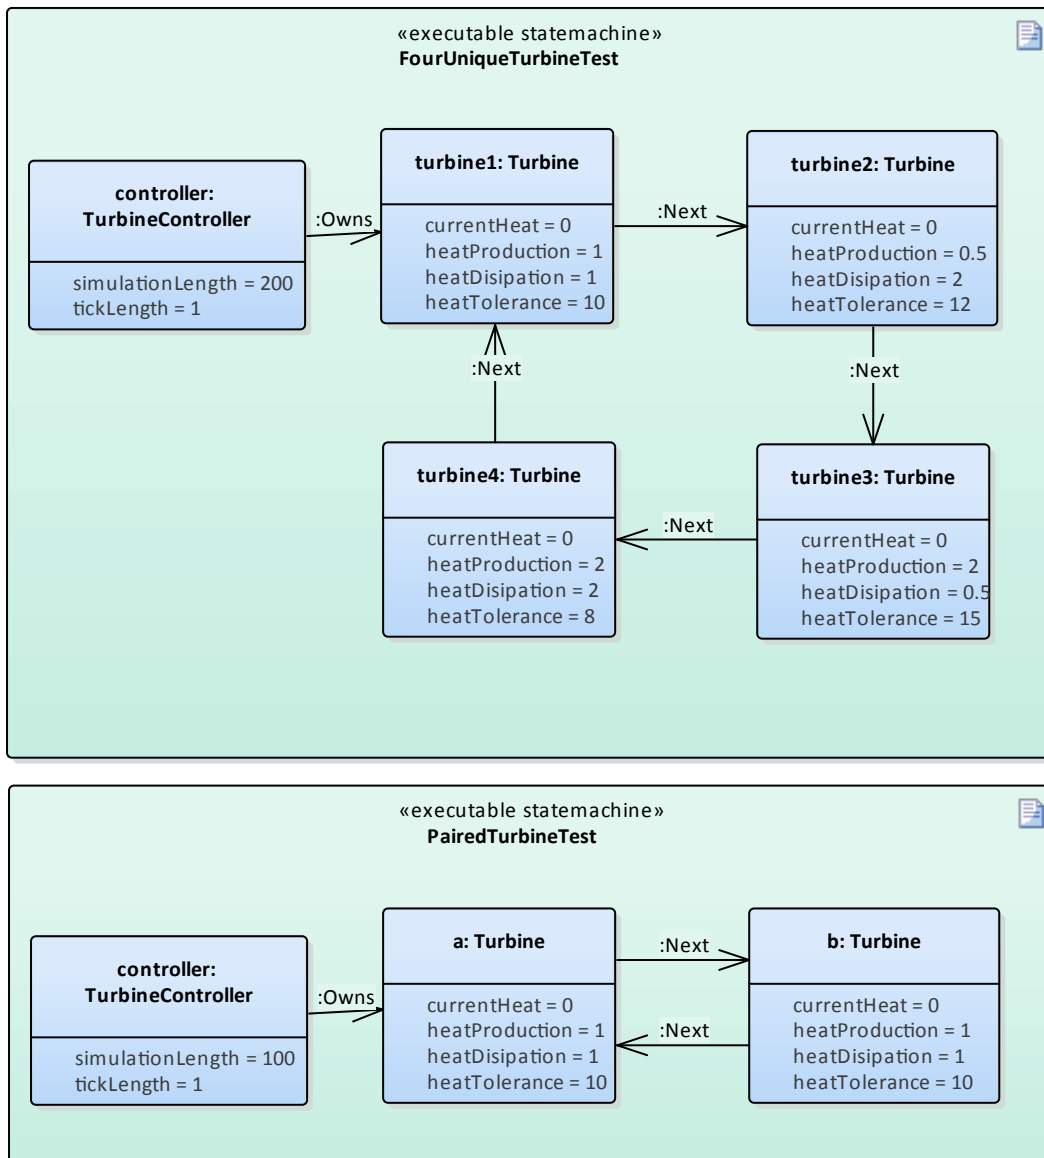 «executable statemachine»
FourUniqueTurbineTest
controller:
TurbineController
simulationLength = 200
tickLength = 1
:Owns
turbine1: Turbine
currentHeat = 0
heatProduction = 1
heatDisipation = 1
heatTolerance = 10
:Next
turbine2: Turbine
currentHeat = 0
heatProduction = 0.5
heatDisipation = 2
heatTolerance = 12
:Next
:Next
turbine4: Turbine
currentHeat = 0
heatProduction = 2
heatDisipation = 2
heatTolerance = 8
:Next
turbine3: Turbine
currentHeat = 0
heatProduction = 2
heatDisipation = 0.5
heatTolerance = 15
«executable statemachine»
PairedTurbineTest
controller:
TurbineController
simulationLength = 100
tickLength = 1
:Owns
a: Turbine
currentHeat = 0
heatProduction = 1
heatDisipation = 1
heatTolerance = 10
:Next
:Next
b: Turbine
currentHeat = 0
heatProduction = 1
heatDisipation = 1
heatTolerance = 10